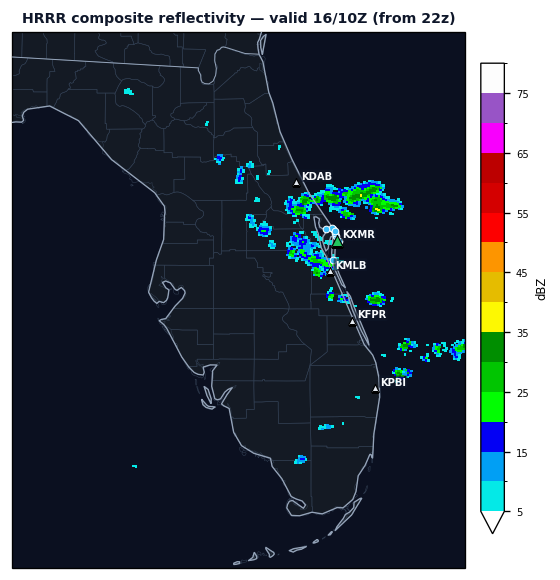 HRRR composite reflectivity — valid 16/10Z (from 22z)
75
65
55
45
35
25
15
5
dBZ
KDAB
KXMR
KMLB
KFPR
KPBI